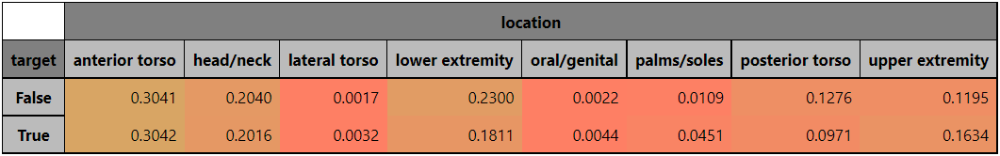 location
target anterior torso head/neck lateral torso lower extremity oral/genital palms/soles posterior torso upper extremity
False 0.3041 0.2040 0.0017 0.2300 0.0022 0.0109 0.1276 0.1195
True 0.3042 0.2016 0.0032 0.1811 0.0044 0.0451 0.0971 0.1634